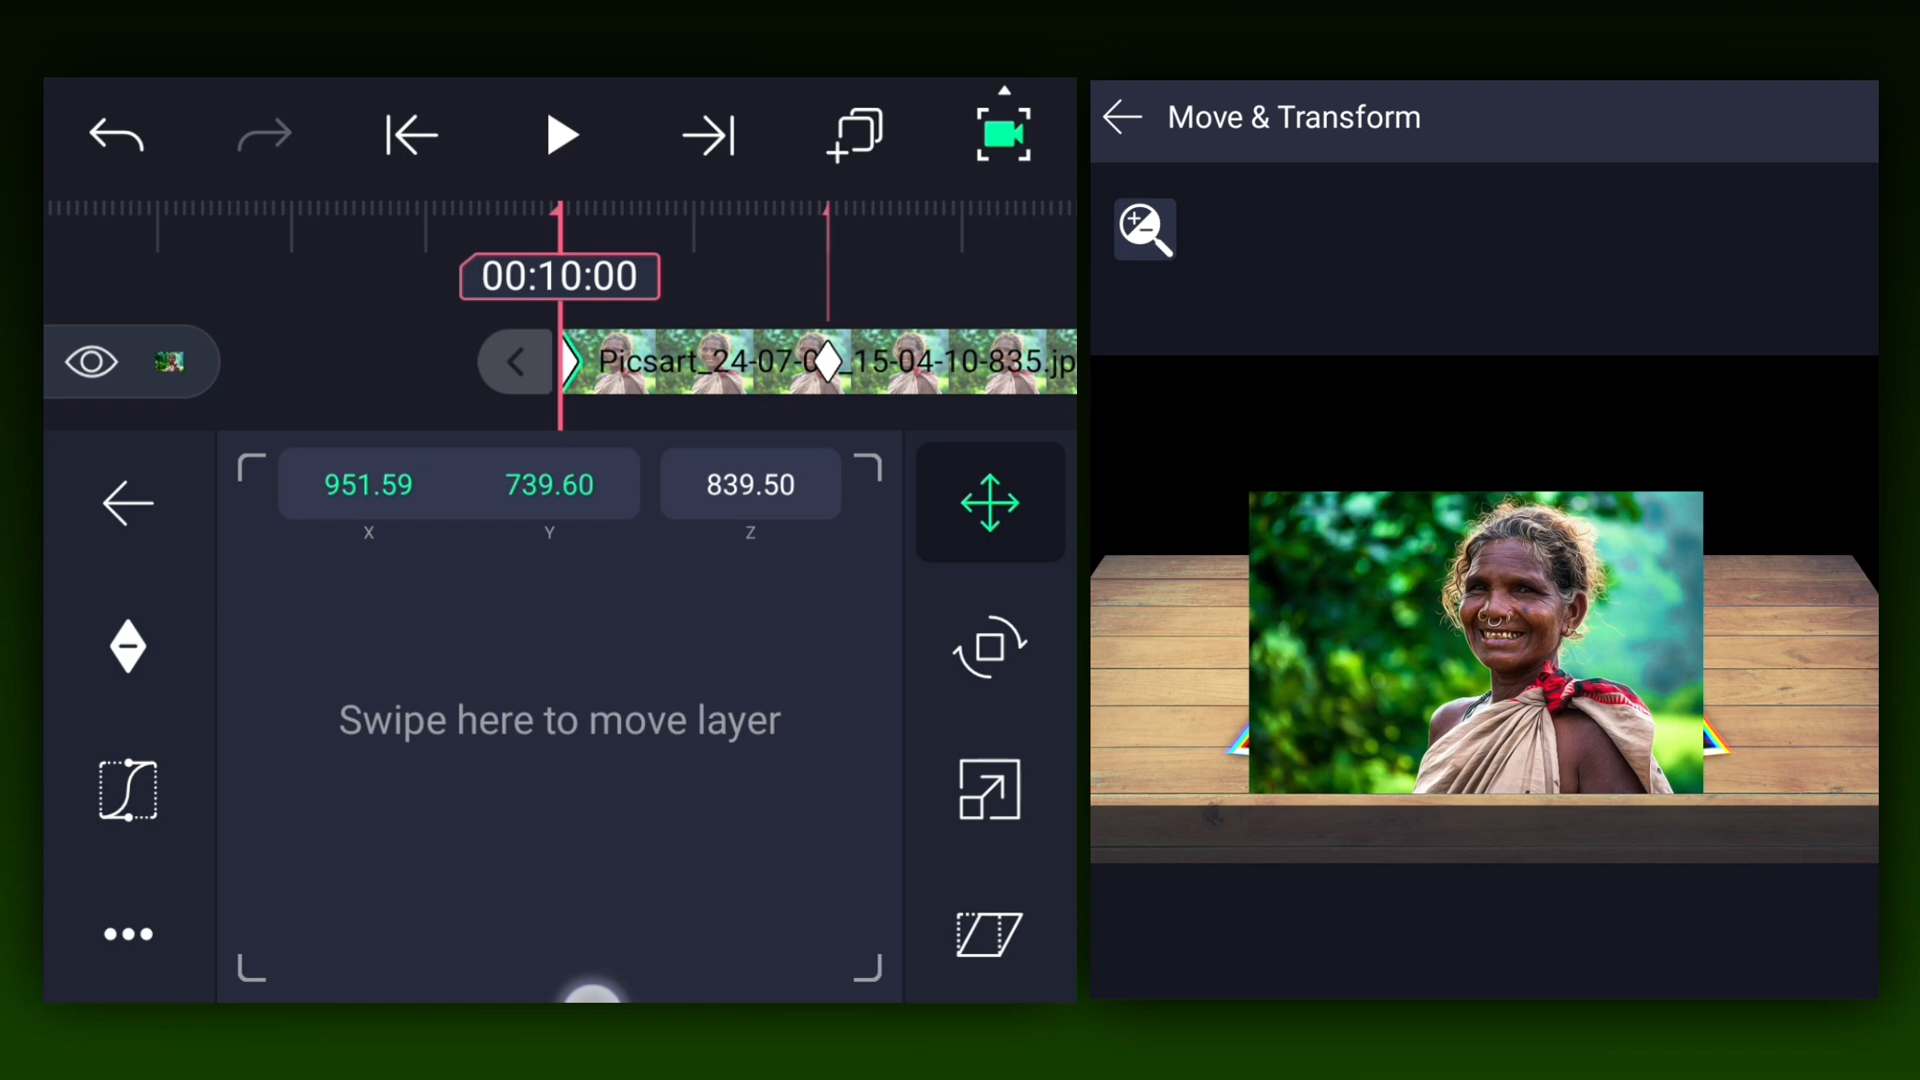 Move & Transform
00:10:00
Picsart_24-07-0 _15-04-10-835.jp
951.59 739.60 839.50
X Y Z
Swipe here to move layer